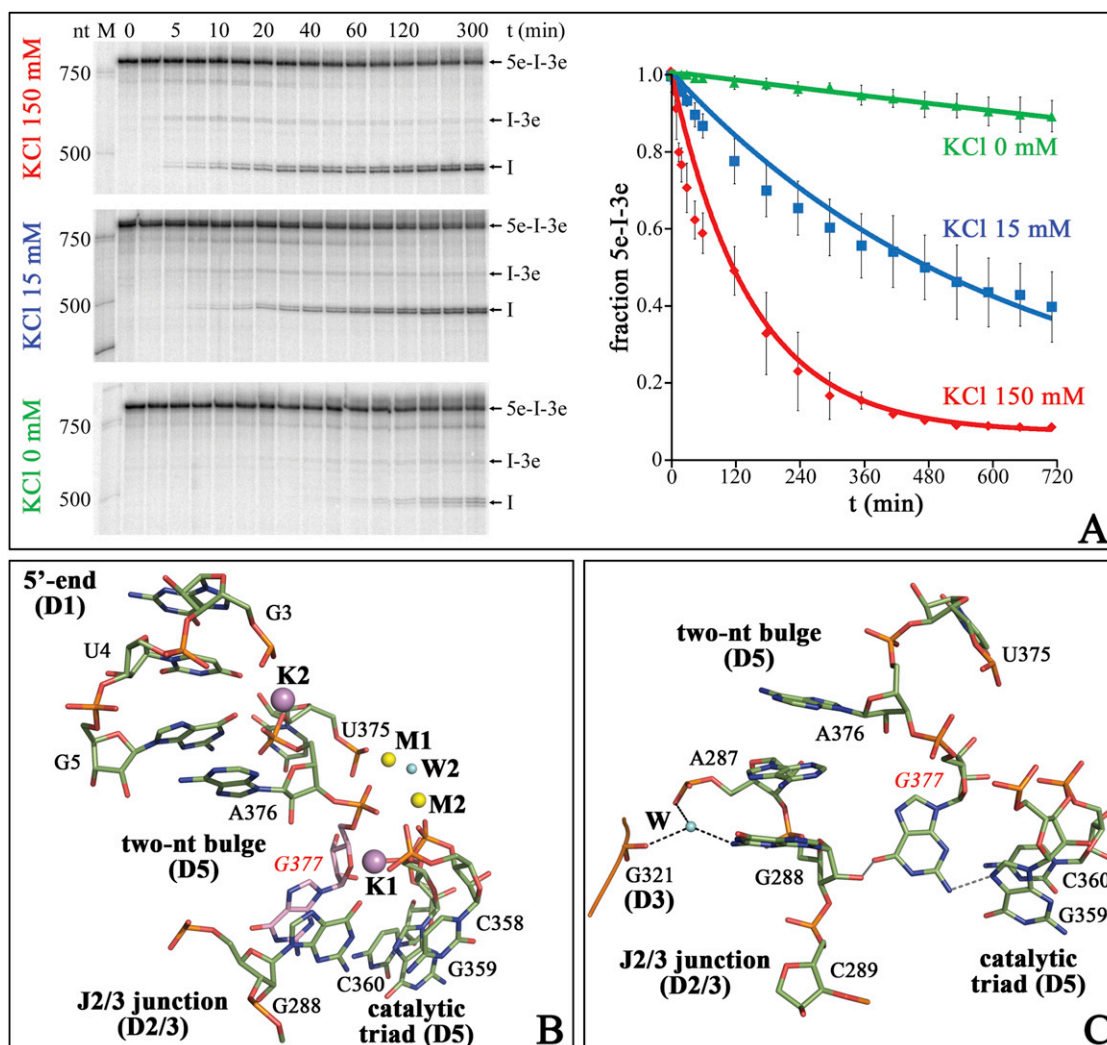 nt M 0 5 10 20 40 60 120 300 t (min)
KCl 150 mM
750
500
5e-I-3e
I-3e
I
KCl 15 mM
750
500
5e-I-3e
I-3e
I
KCl 0 mM
750
500
5e-I-3e
I-3e
I
fraction 5e-I-3e
1.0
0.8
0.6
0.4
0.2
0
KCl 0 mM
KCl 15 mM
KCl 150 mM
0 120 240 360 480 600 720
t (min)
A
5’-end
(D1)
G3
U4
K2
G5
U375
M1
W2
A376
M2
two-nt bulge
(D5)
G377
K1
C358
G359
C360
G288
J2/3 junction
(D2/3)
catalytic
triad (D5)
B
two-nt bulge
(D5)
U375
A376
A287
G377
W
G321
(D3)
G288
C360
G359
J2/3 junction
(D2/3)
C289
catalytic
triad (D5)
C